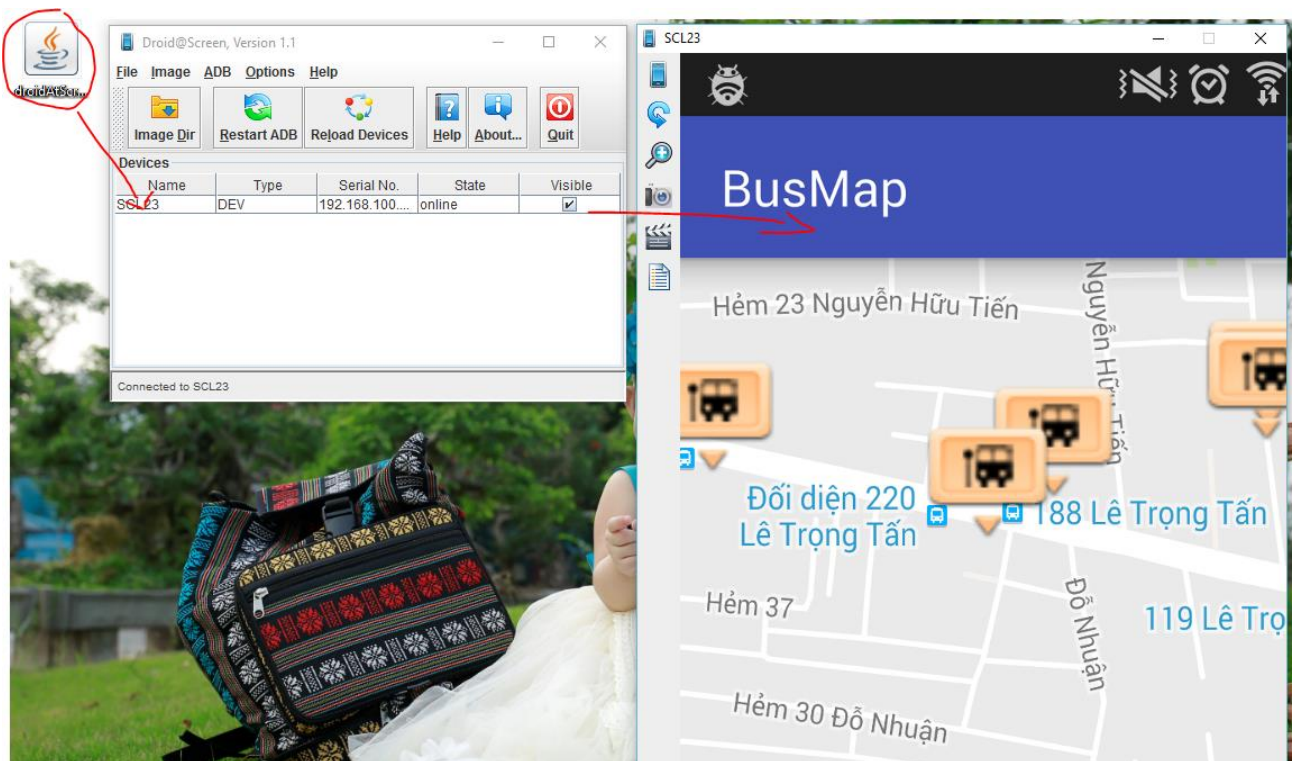 droidAtScr...
Droid@Screen, Version 1.1
File Image ADB Options Help
Image Dir
Restart ADB
Reload Devices
Help
About...
Quit
Devices
Name Type Serial No. State Visible
SCL23 DEV 192.168.100.... online
Connected to SCL23
SCL23
BusMap
Hẻm 23 Nguyễn Hữu Tiến
Nguyễn Hữu Tiến
Đối diện 220
Lê Trọng Tấn
188 Lê Trọng Tấn
Hẻm 37
Đỗ Nhuận
119 Lê Trọ
Hẻm 30 Đỗ Nhuận